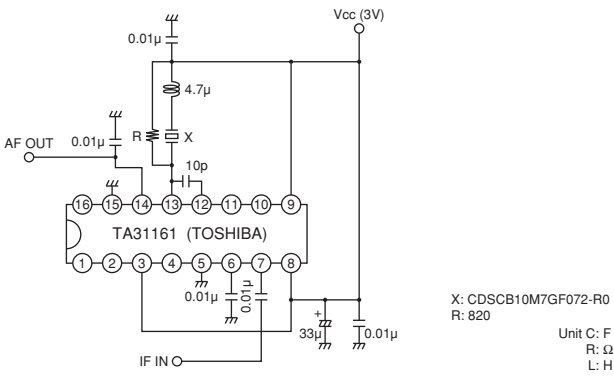 Vcc (3V)
0.01μ
4.7μ
AF OUT
0.01μ
R
X
10p
16 15 14 13 12 11 10 9
TA31161 (TOSHIBA)
1 2 3 4 5 6 7 8
0.01μ
0.01μ
+
33μ
0.01μ
IF IN
X: CDSCB10M7GF072-R0
R: 820
Unit C: F
R: Ω
L: H